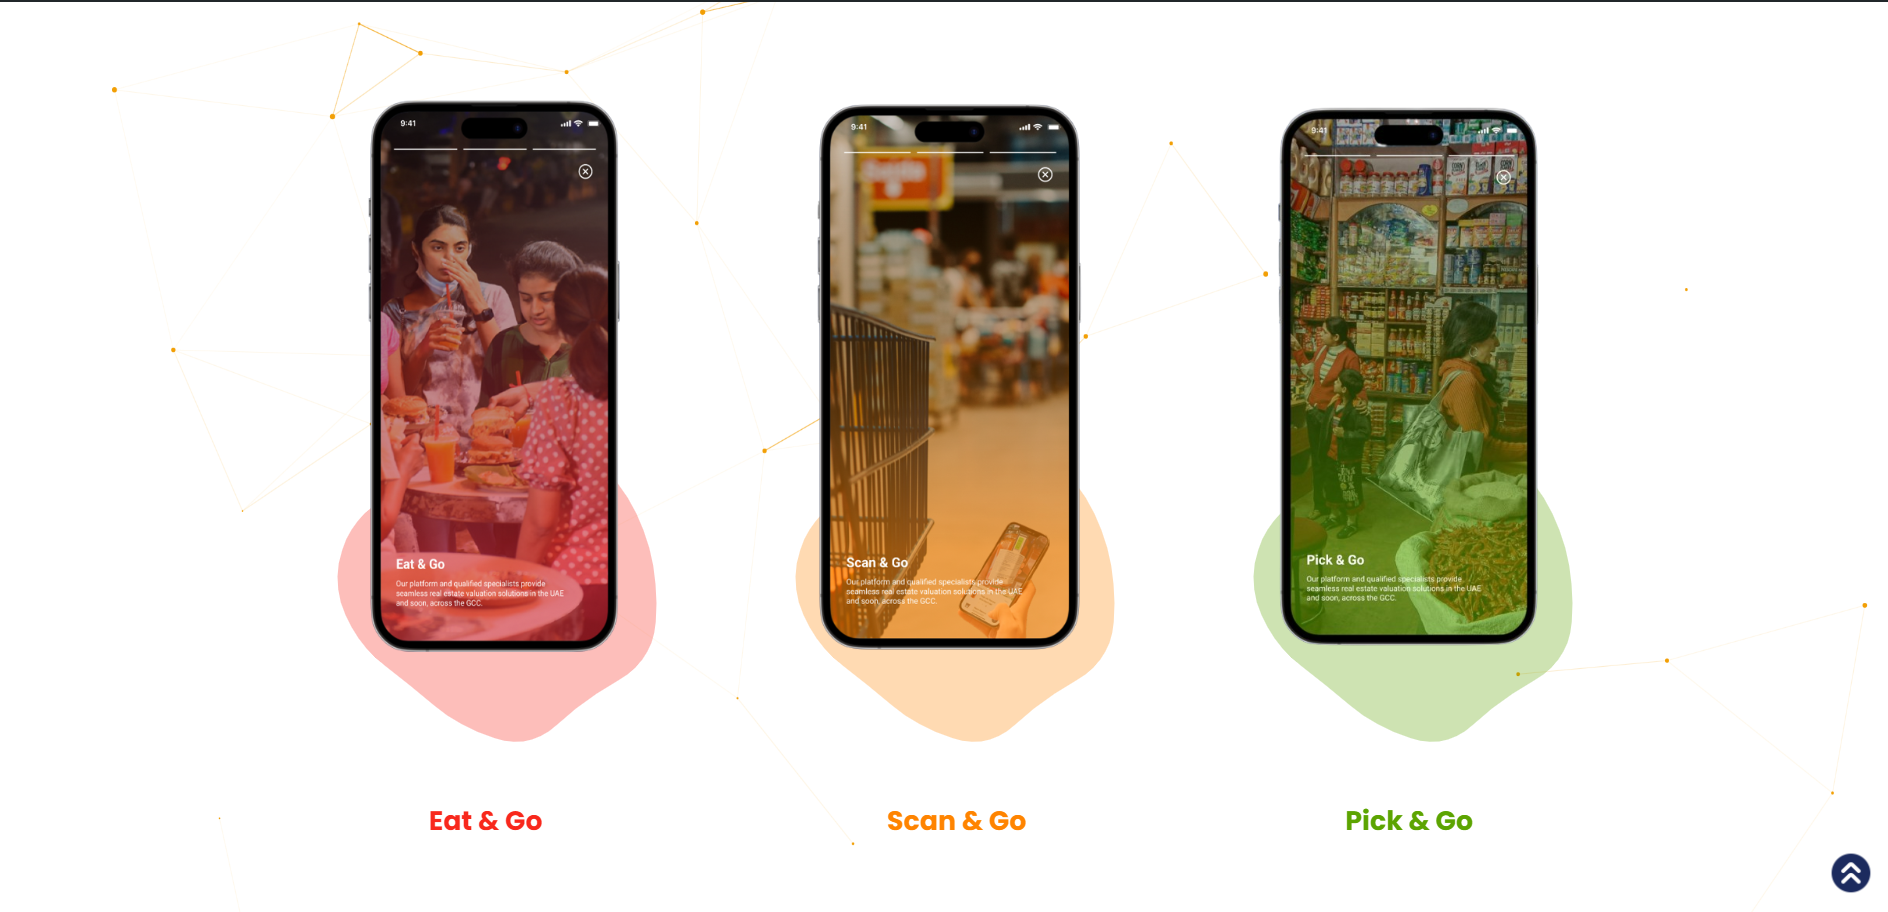 9:41
Eat & Go
Our platform and qualified specialists provide
seamless real estate valuation solutions in the UAE
and soon, across the GCC.
9:41
Scan & Go
Our platform and qualified specialists provide
seamless real estate valuation solutions in the UAE
and soon, across the GCC.
9:41
Pick & Go
Our platform and qualified specialists provide
seamless real estate valuation solutions in the UAE
and soon, across the GCC.
Eat & Go
Scan & Go
Pick & Go